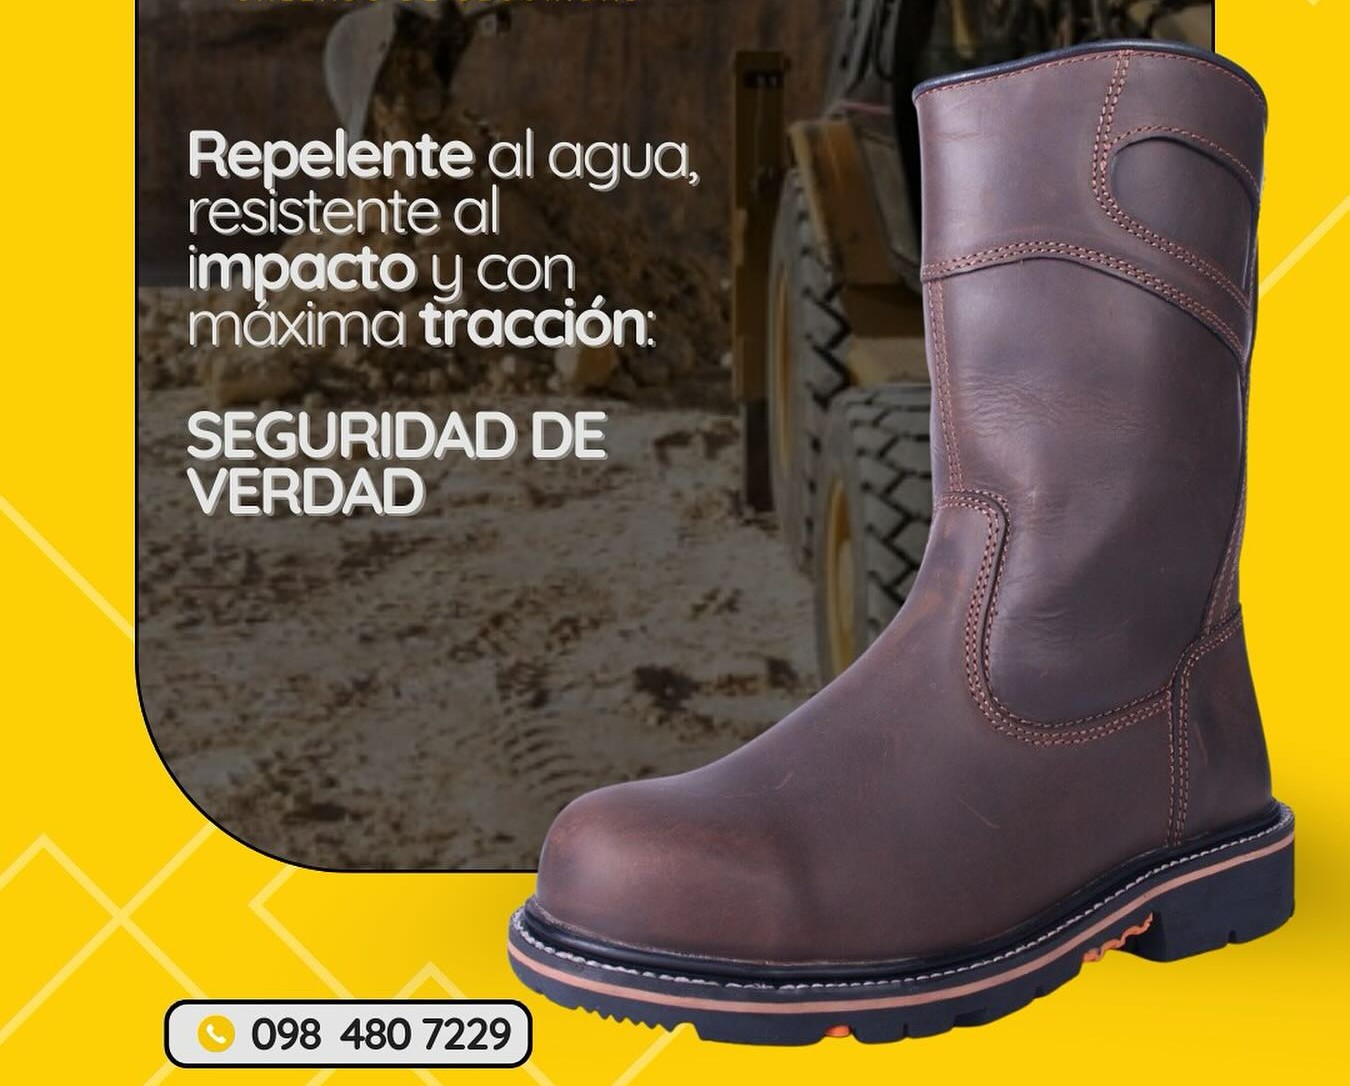 Repelente al agua,
resistente al
impacto y con
máxima tracción:
SEGURIDAD DE
VERDAD
098 480 7229